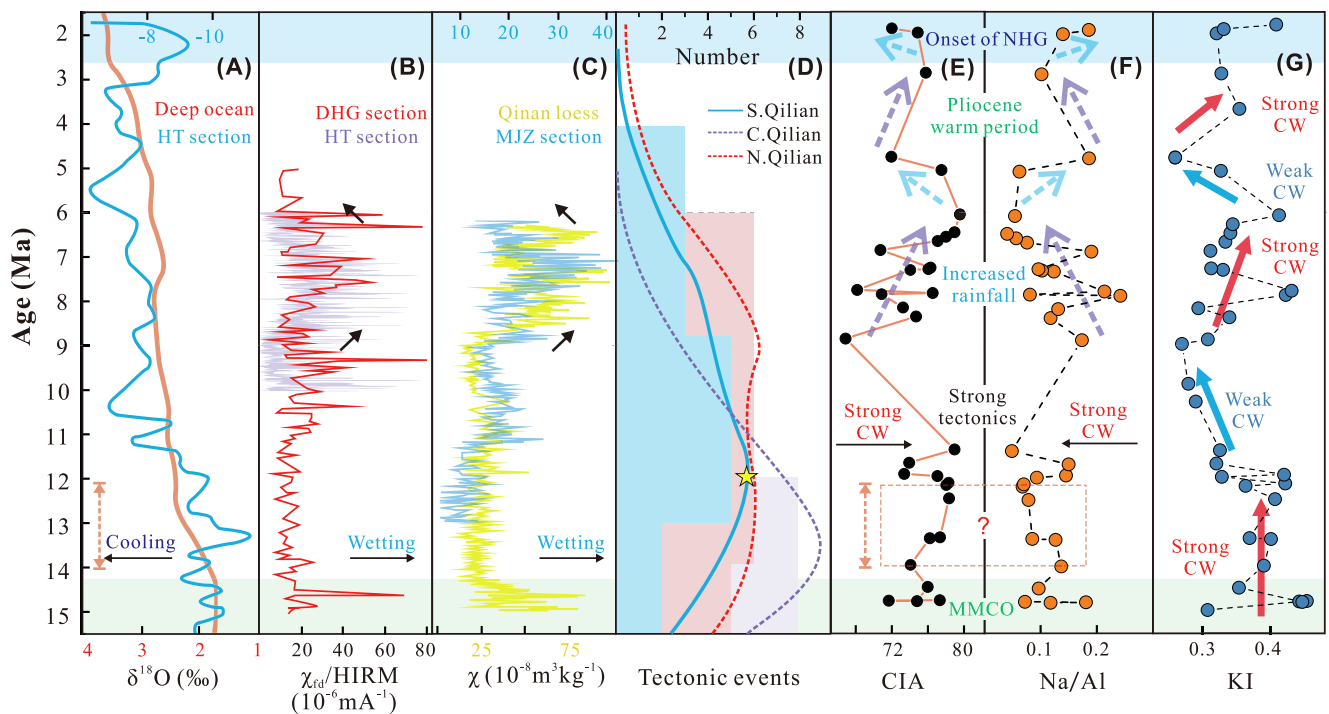 -8 -10
10 20 30 40
2 4 6 8
Number
Onset of NHG
(A) (B) (C) (D) (E) (F) (G)
Deep ocean
HT section
DHG section
HT section
Qinan loess
MJZ section
S.Qilian
C.Qilian
N.Qilian
Pliocene
warm period
Strong
CW
Weak
CW
Strong
CW
Increased
rainfall
Weak
CW
Strong
tectonics
Strong
CW
Strong
CW
Strong
CW
?
Cooling
Wetting
Wetting
MMCO
Age (Ma)
2
3
4
5
6
7
8
9
10
11
12
13
14
15
4 3 2 1
δ¹⁸O (‰)
20 40 60 80
χfd/HIRM
(10⁻⁶mA⁻¹)
25 75
χ (10⁻⁸m³kg⁻¹)
Tectonic events
72 80
CIA
0.1 0.2
Na/Al
0.3 0.4
KI